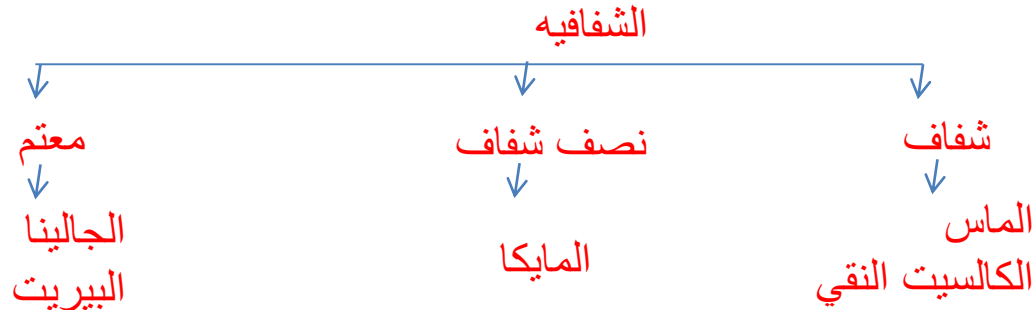 الشفافيه
شفاف
نصف شفاف
معتم
الماس
الكالسيت النقي
المايكا
الجالينا
البيريت